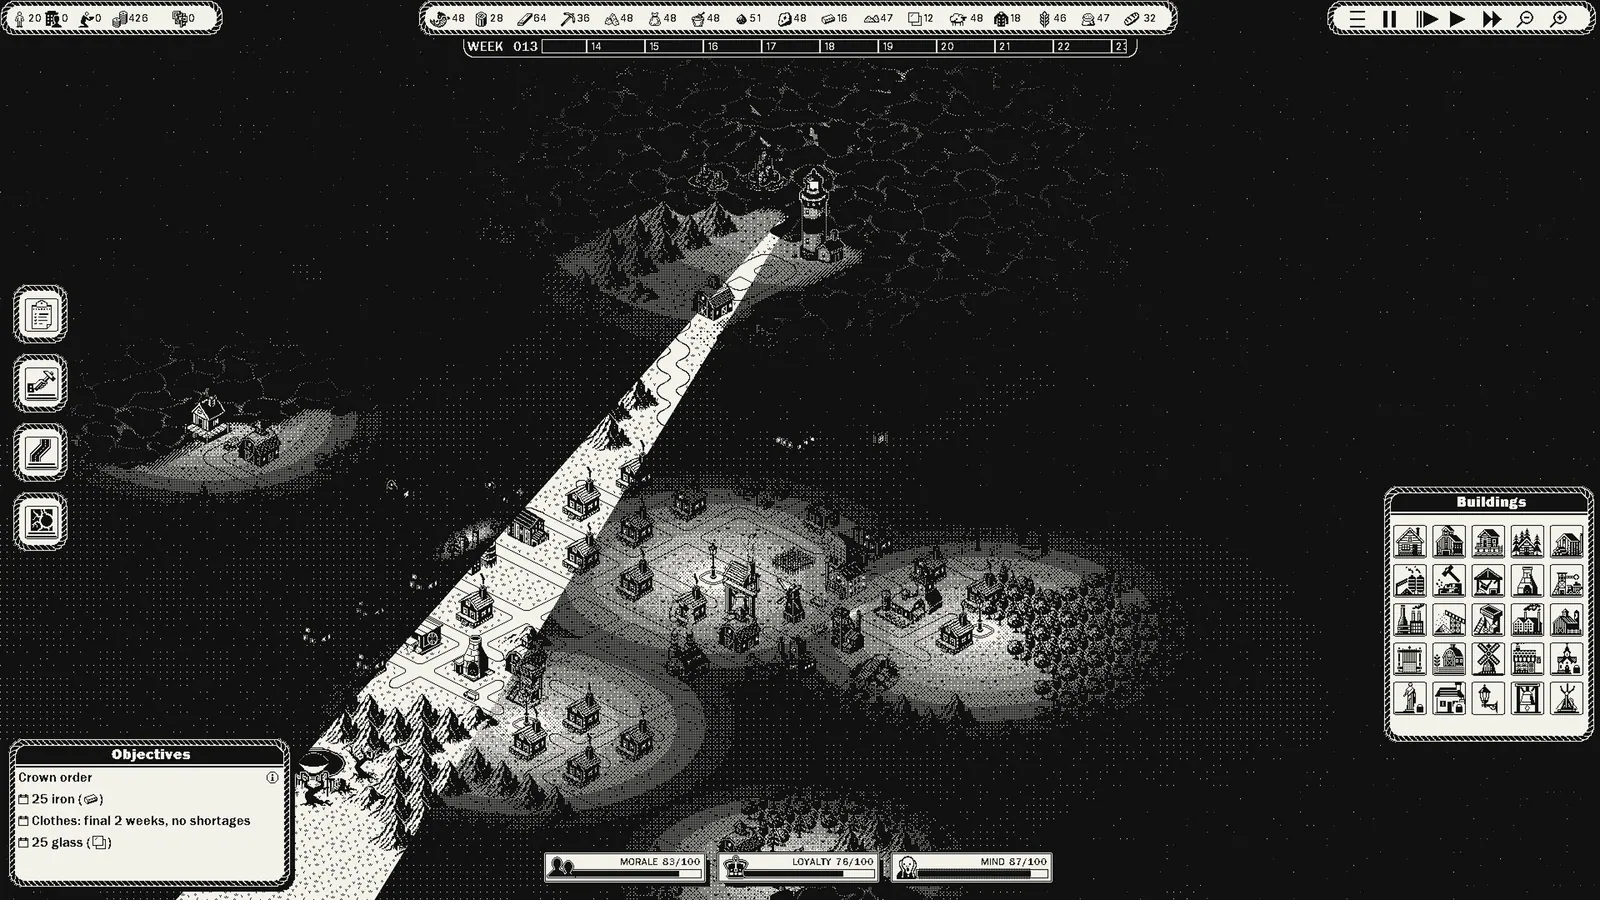 20 0 0 426 0
48 28 64 36 48 48 48 51 48 16 47 12 48 18 46 47 32
WEEK 013 14 15 16 17 18 19 20 21 22
Buildings
Objectives
Crown order
25 iron ( )
Clothes: final 2 weeks, no shortages
25 glass ( )
MORALE 83/100 LOYALTY 76/100 MIND 87/100